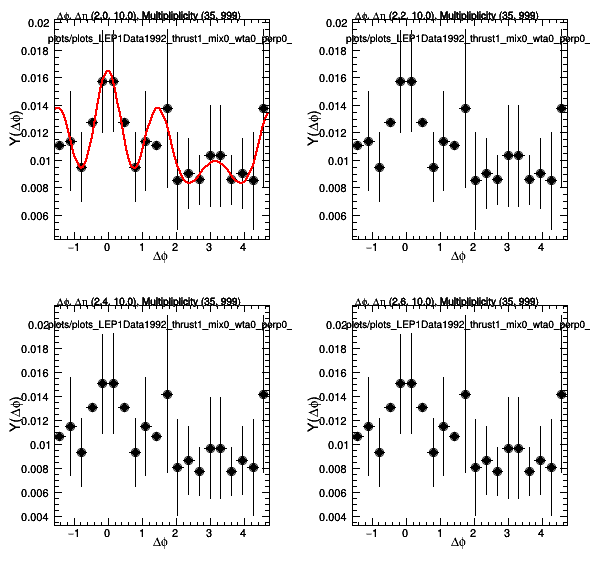 Δϕ, Δη (2.0, 10.0), Multipliplicity (35, 999)
plots/plots_LEP1Data1992_thrust1_mix0_wta0_perp0_
Y(Δϕ)
0.02
0.018
0.016
0.014
0.012
0.01
0.008
0.006
−1 0 1 2 3 4
Δϕ
Δϕ, Δη (2.2, 10.0), Multipliplicity (35, 999)
plots/plots_LEP1Data1992_thrust1_mix0_wta0_perp0_
Y(Δϕ)
0.02
0.018
0.016
0.014
0.012
0.01
0.008
0.006
−1 0 1 2 3 4
Δϕ
Δϕ, Δη (2.4, 10.0), Multipliplicity (35, 999)
plots/plots_LEP1Data1992_thrust1_mix0_wta0_perp0_
Y(Δϕ)
0.02
0.018
0.016
0.014
0.012
0.01
0.008
0.006
0.004
−1 0 1 2 3 4
Δϕ
Δϕ, Δη (2.6, 10.0), Multipliplicity (35, 999)
plots/plots_LEP1Data1992_thrust1_mix0_wta0_perp0_
Y(Δϕ)
0.02
0.018
0.016
0.014
0.012
0.01
0.008
0.006
0.004
−1 0 1 2 3 4
Δϕ